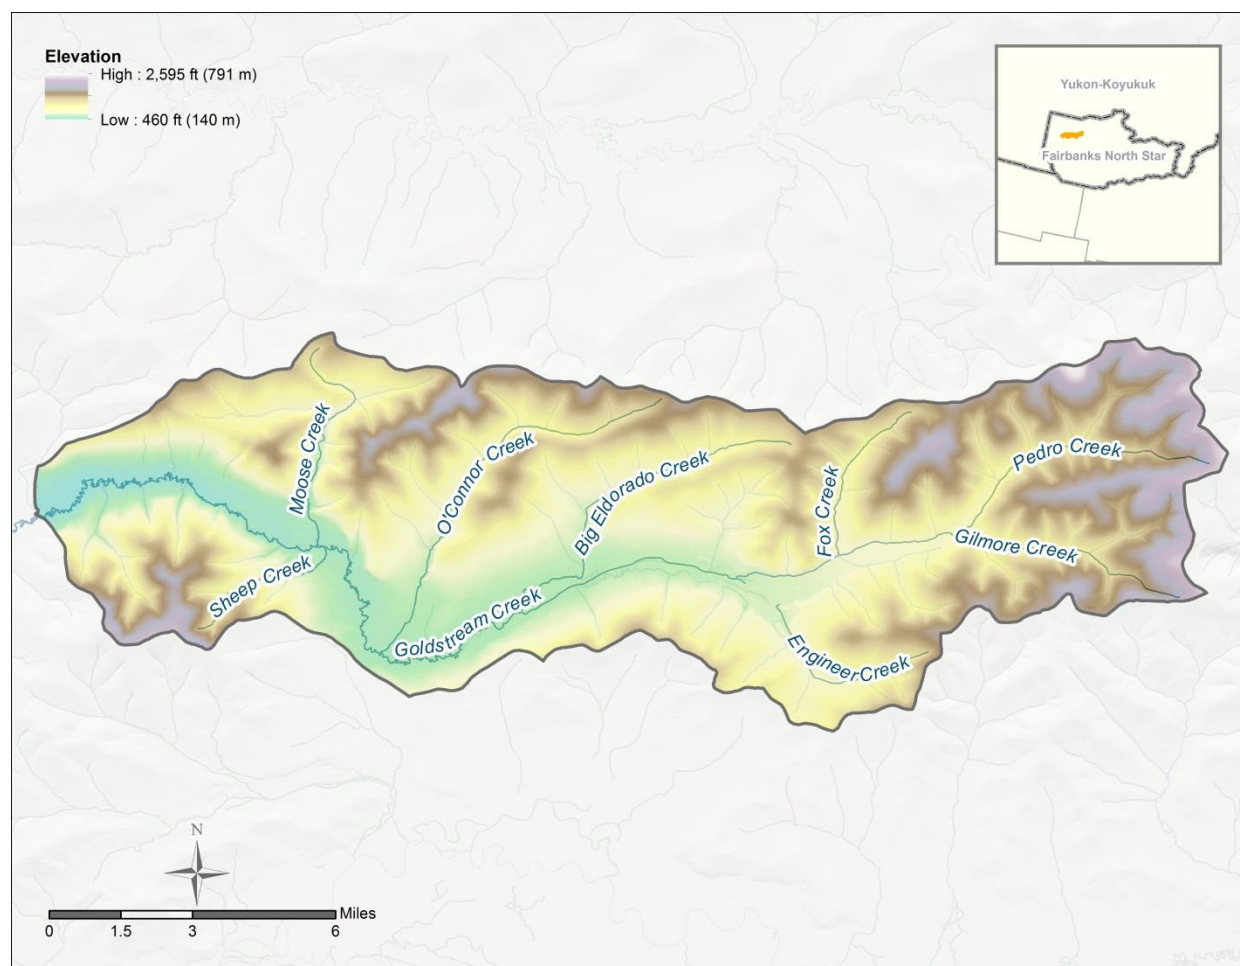 Elevation
High : 2,595 ft (791 m)
Low : 460 ft (140 m)
Yukon-Koyukuk
Fairbanks North Star
Moose Creek
O'Connor Creek
Big Eldorado Creek
Fox Creek
Pedro Creek
Gilmore Creek
Sheep Creek
Goldstream Creek
Engineer Creek
N
0 1.5 3 6 Miles